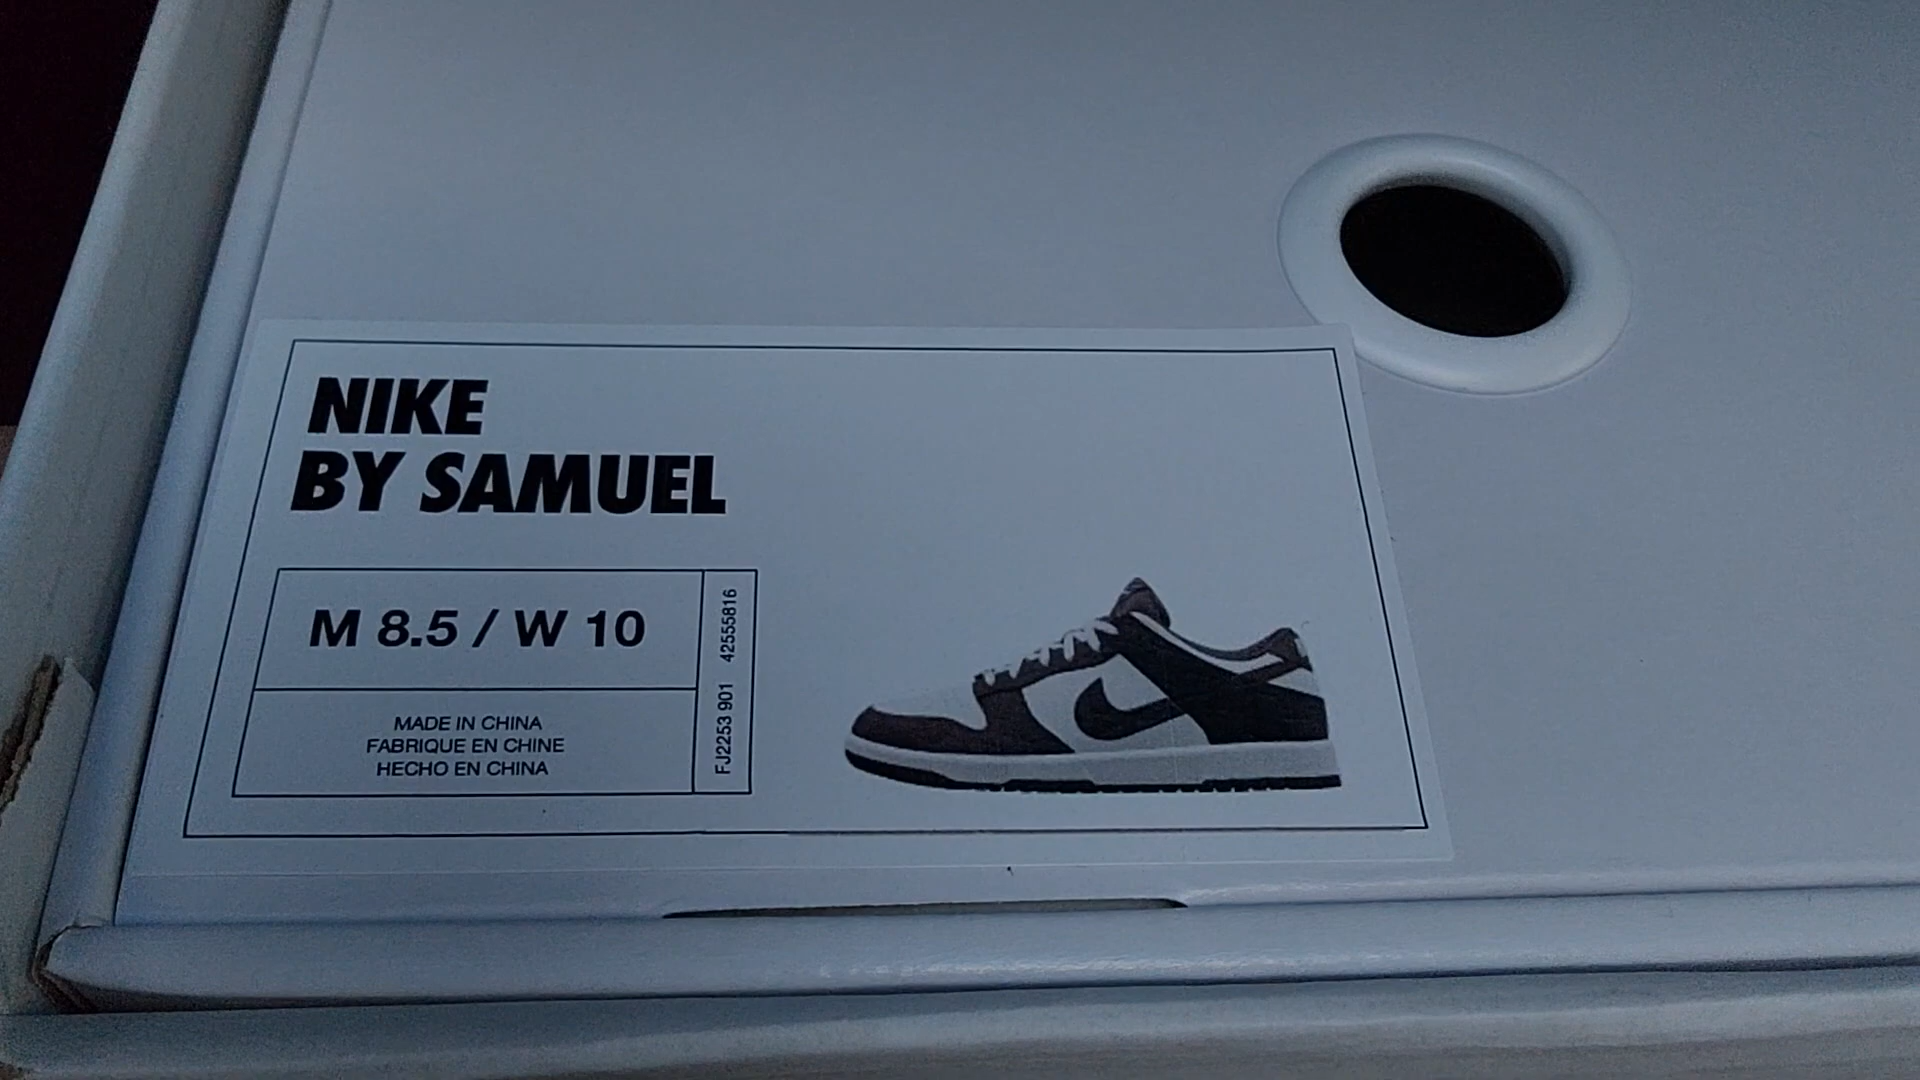 NIKE
BY SAMUEL
M 8.5 / W 10
MADE IN CHINA
FABRIQUE EN CHINE
HECHO EN CHINA
FJ2253 901 42555816